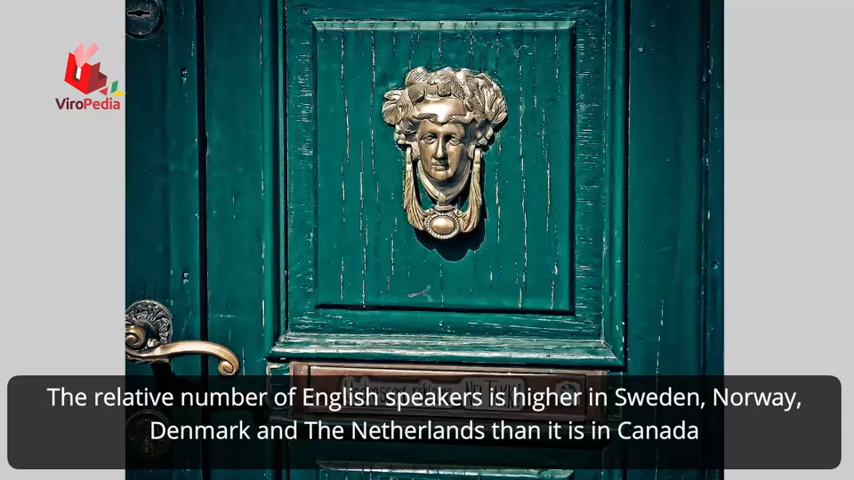 ViroPedia
The relative number of English speakers is higher in Sweden, Norway,
Denmark and The Netherlands than it is in Canada